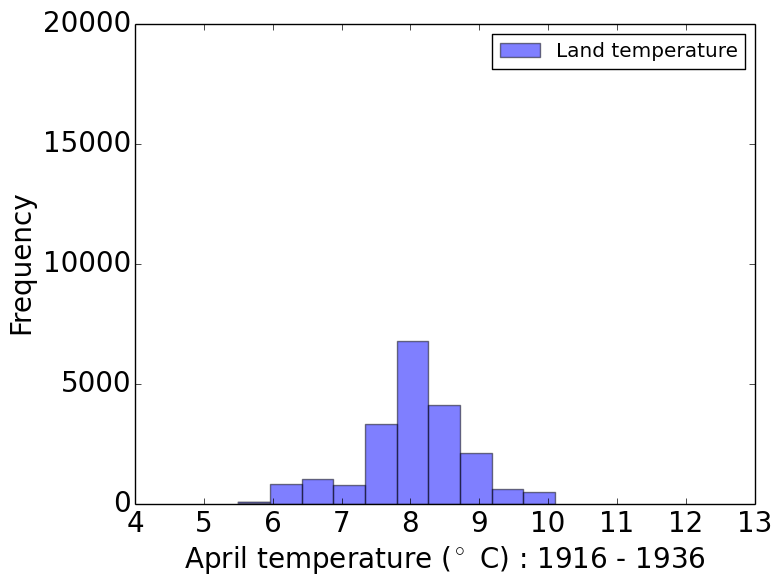 20000
15000
10000
5000
0
Frequency
Land temperature
4 5 6 7 8 9 10 11 12 13
April temperature (° C) : 1916 - 1936